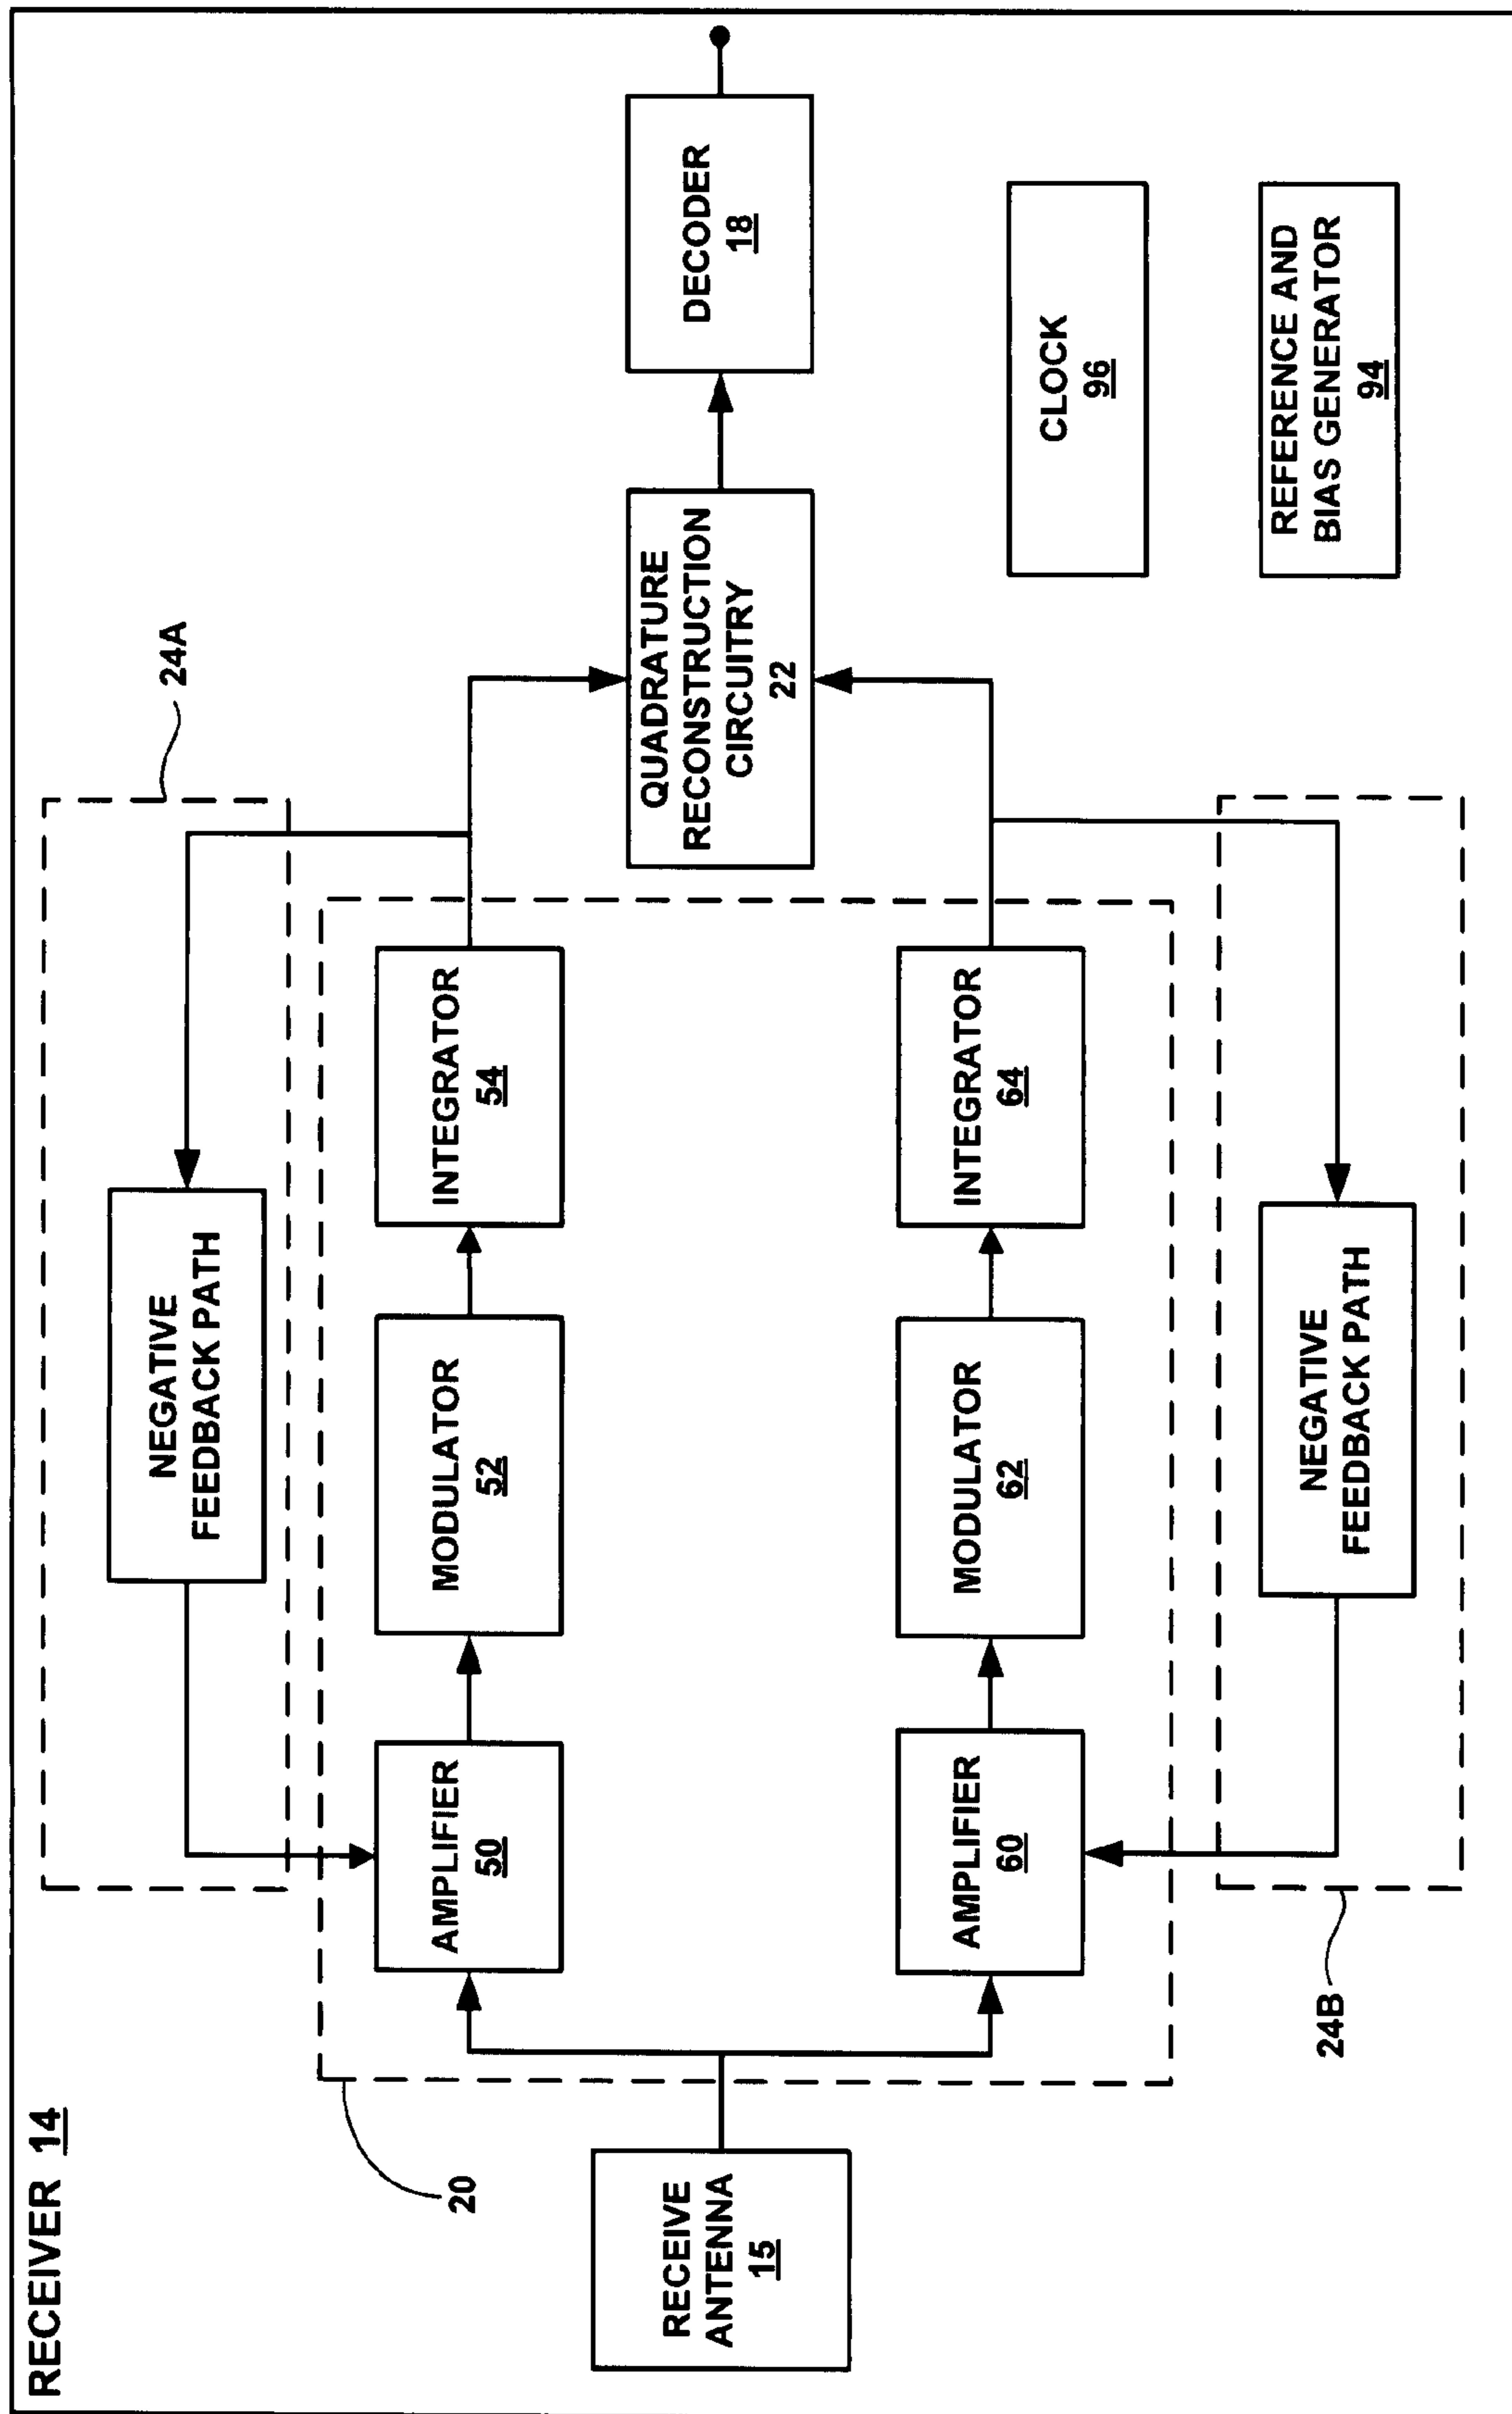 RECEIVER 14
24A
NEGATIVE
FEEDBACK PATH
20
AMPLIFIER
50
MODULATOR
52
INTEGRATOR
54
RECEIVE
ANTENNA
15
QUADRATURE
RECONSTRUCTION
CIRCUITRY
22
DECODER
18
AMPLIFIER
60
MODULATOR
62
INTEGRATOR
64
CLOCK
96
NEGATIVE
FEEDBACK PATH
24B
REFERENCE AND
BIAS GENERATOR
94